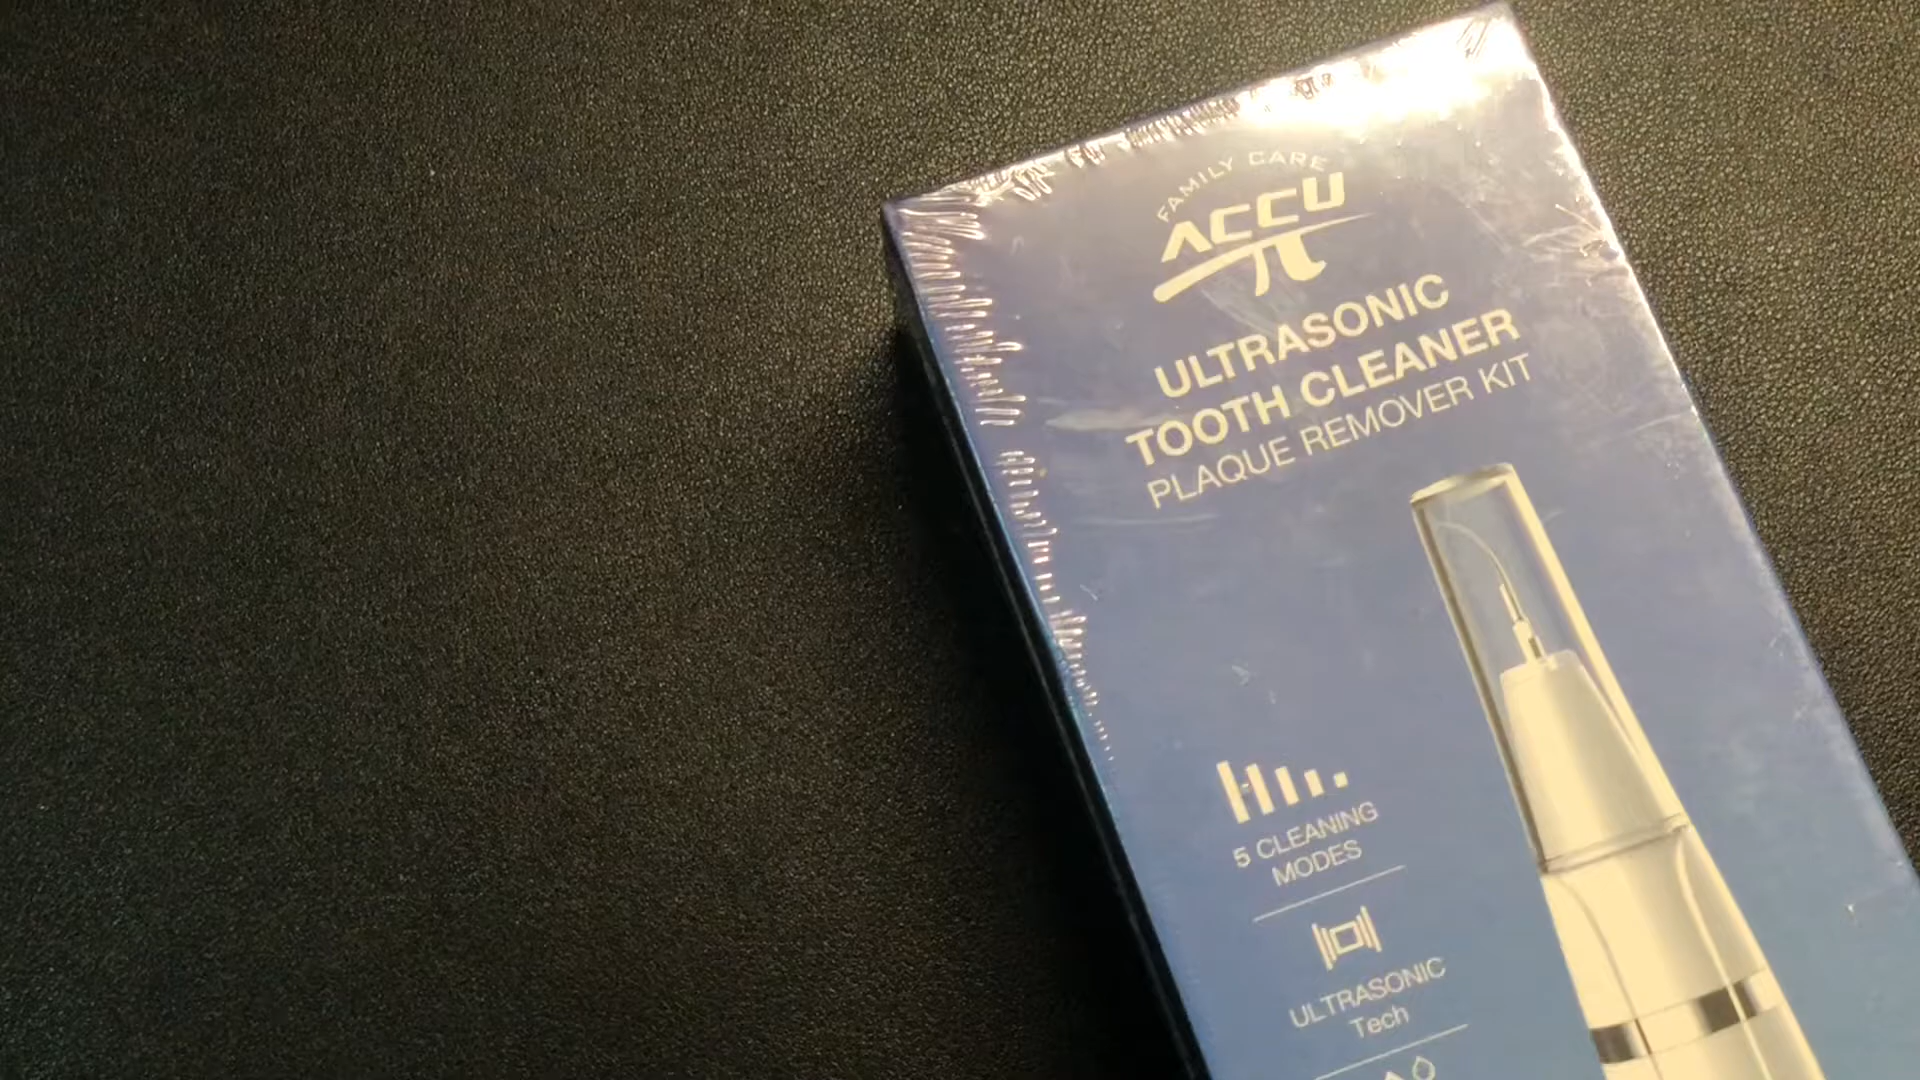 FAMILY CARE
ACCU
ULTRASONIC
TOOTH CLEANER
PLAQUE REMOVER KIT
5 CLEANING
MODES
ULTRASONIC
Tech